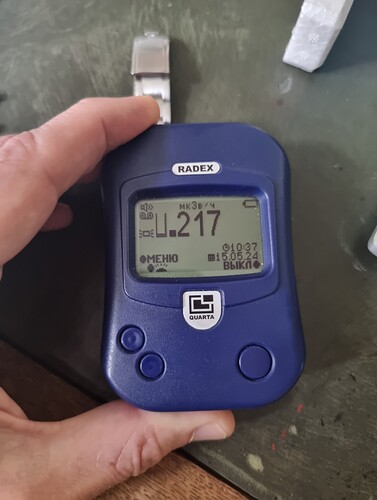 RADEX
мкЗв/ч
0.217
10:37
15.05.24
МЕНЮ
ВЫКЛ
QUARTA